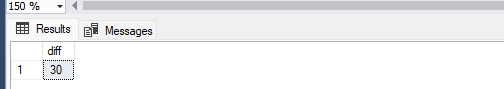 150 %
Results Messages
diff
1 30